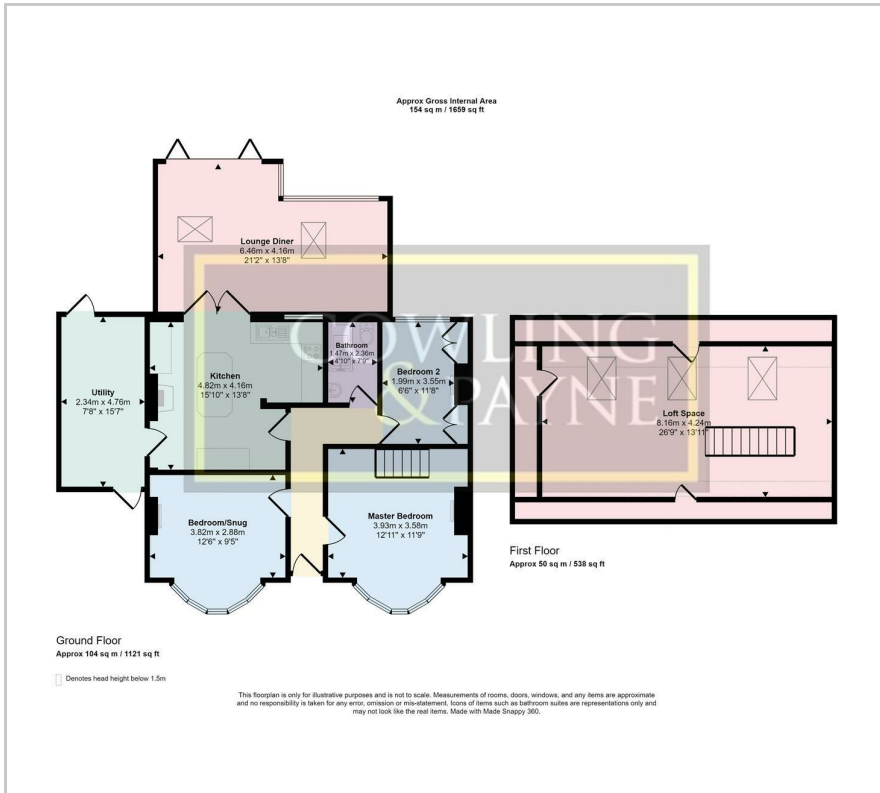 Approx Gross Internal Area
154 sq m / 1659 sq ft
Lounge Diner
6.46m x 4.16m
21'2" x 13'8"
COWLING
& PAYNE
Utility
2.34m x 4.76m
7'8" x 15'7"
Kitchen
4.82m x 4.16m
15'10" x 13'8"
Bathroom
1.47m x 2.36m
4'10" x 7'9"
Bedroom 2
1.99m x 3.55m
6'6" x 11'8"
Loft Space
8.16m x 4.24m
26'9" x 13'11"
Bedroom/Snug
3.82m x 2.88m
12'6" x 9'5"
Master Bedroom
3.93m x 3.58m
12'11" x 11'9"
First Floor
Approx 50 sq m / 538 sq ft
Ground Floor
Approx 104 sq m / 1121 sq ft
Denotes head height below 1.5m
This floorplan is only for illustrative purposes and is not to scale. Measurements of rooms, doors, windows, and any items are approximate
and no responsibility is taken for any error, omission or mis-statement. Icons of items such as bathroom suites are representations only and
may not look like the real items. Made with Made Snappy 360.